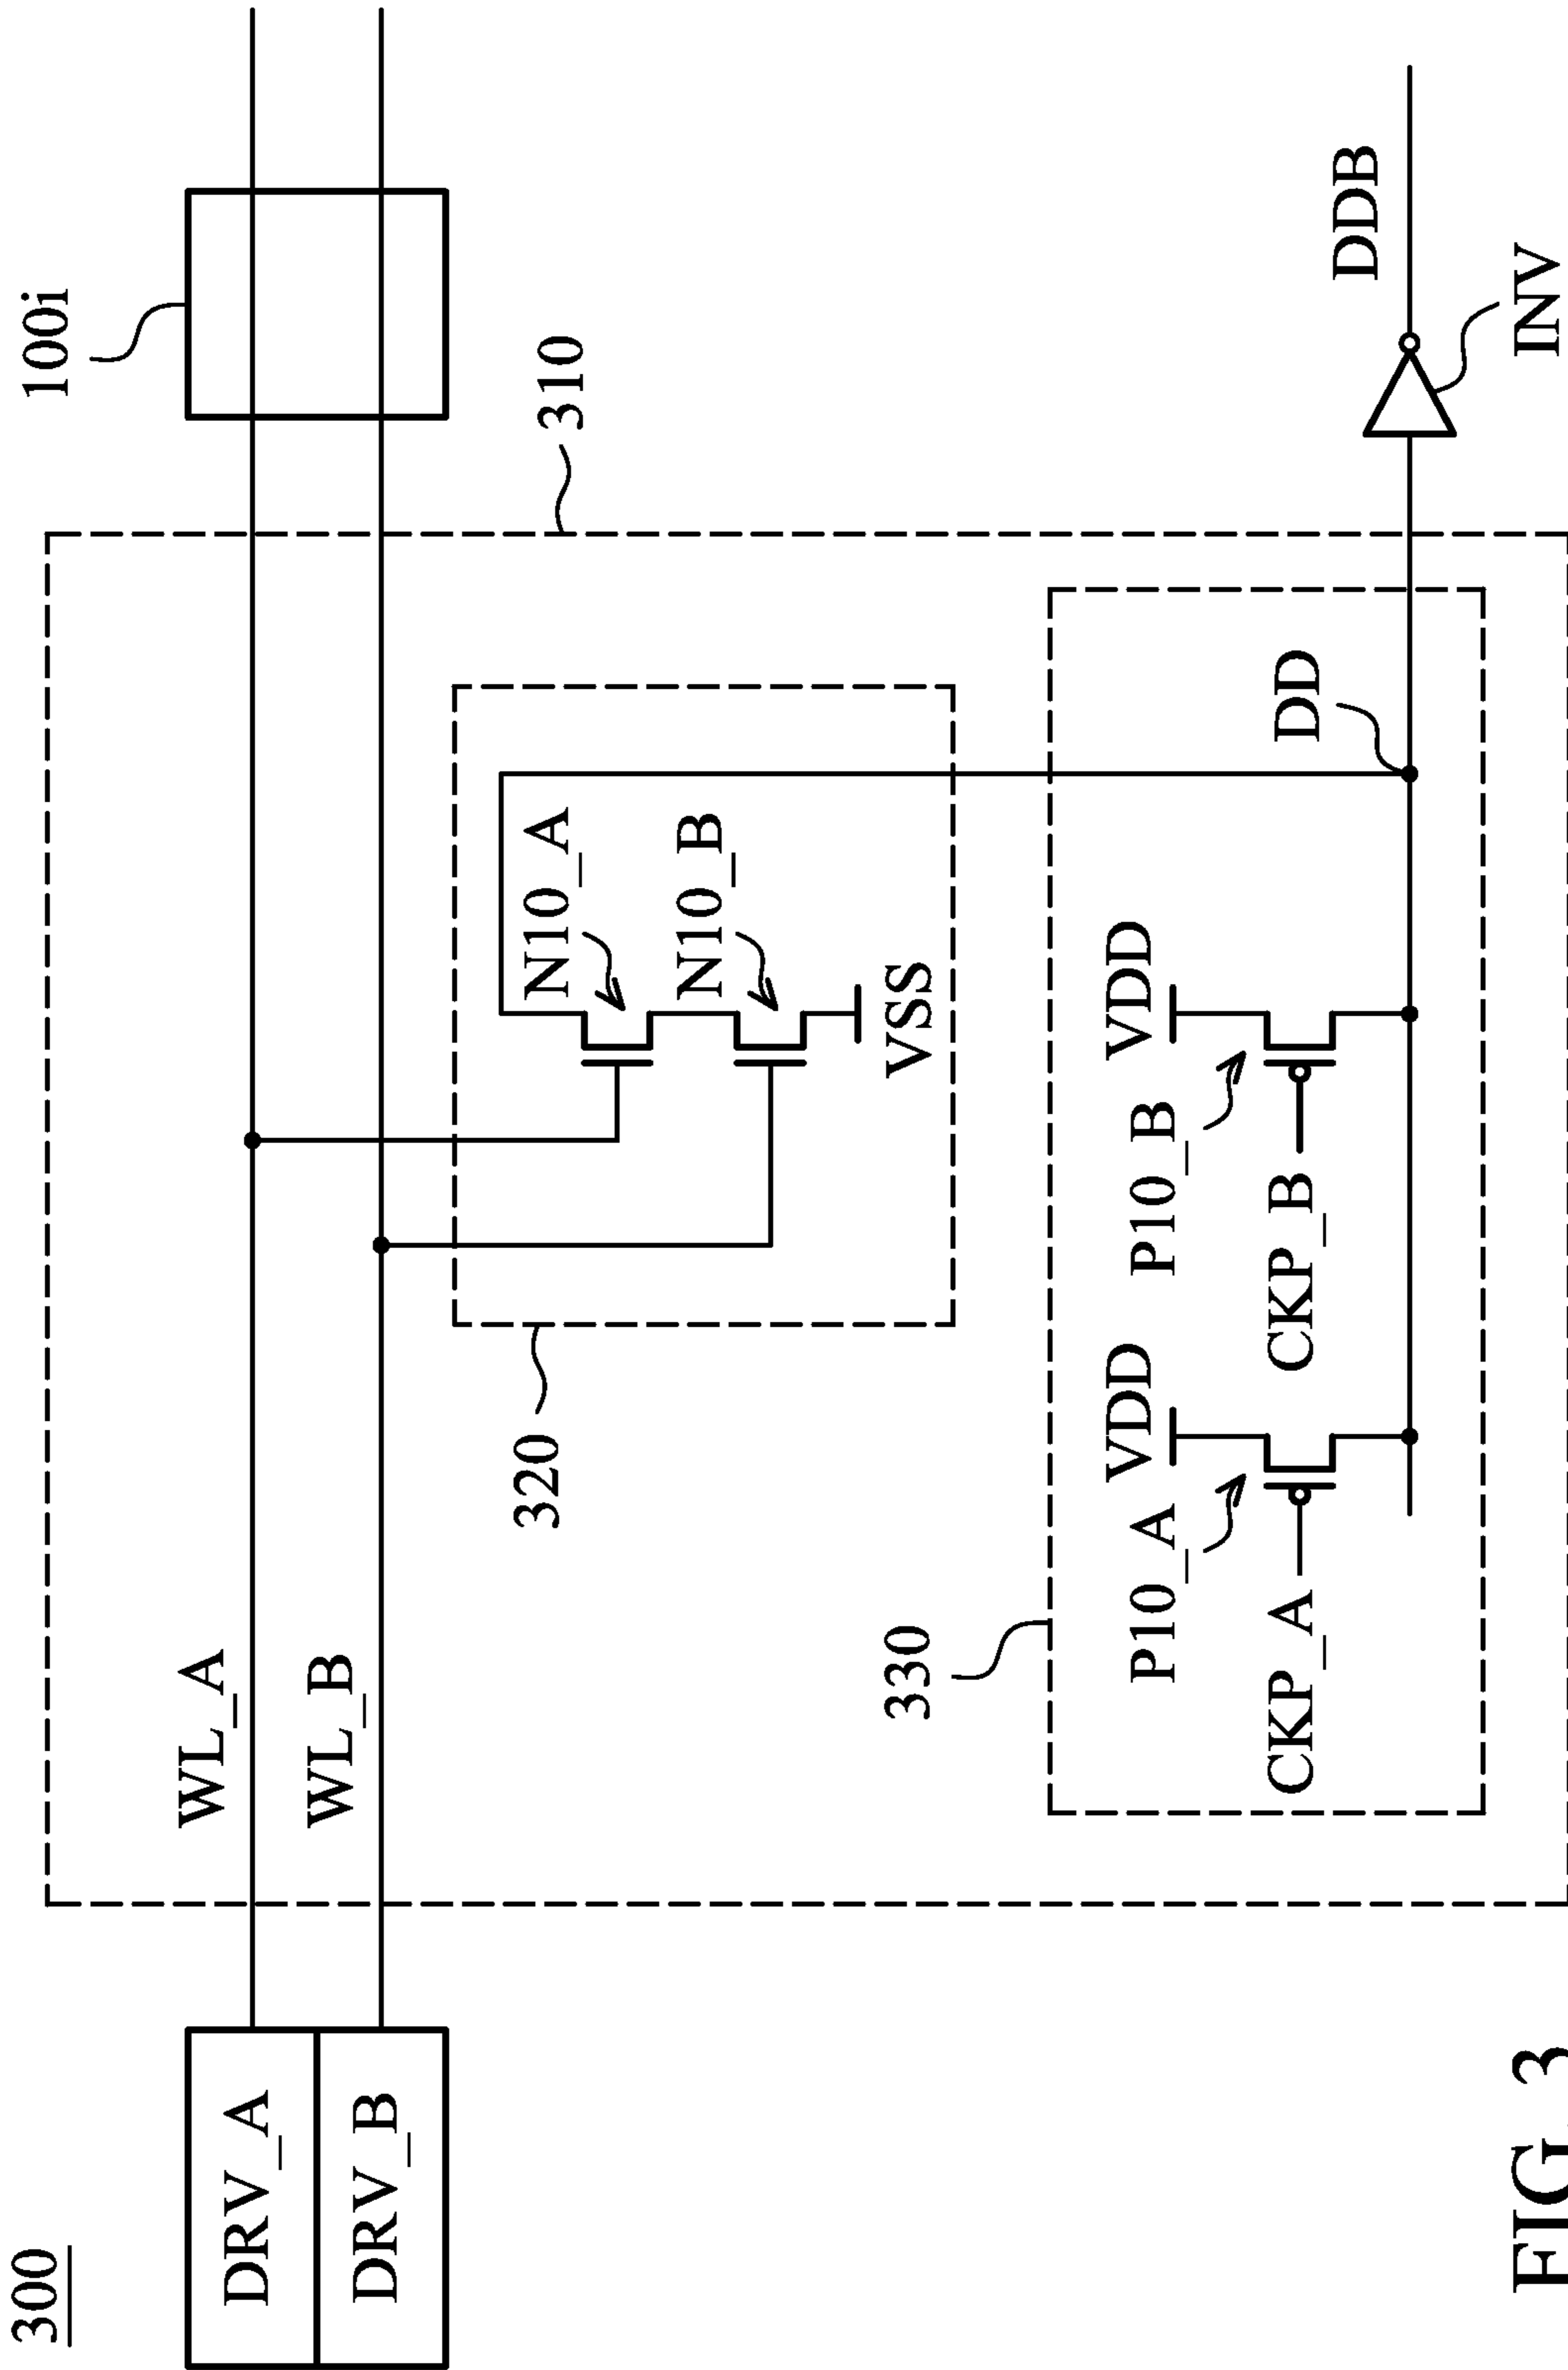 300
DRV_A
DRV_B
WL_A
WL_B
100i
310
320
N10_A
N10_B
VSS
330
VDD
VDD
P10_A
P10_B
CKP_A
CKP_B
DD
DDB
INV
FIG. 3